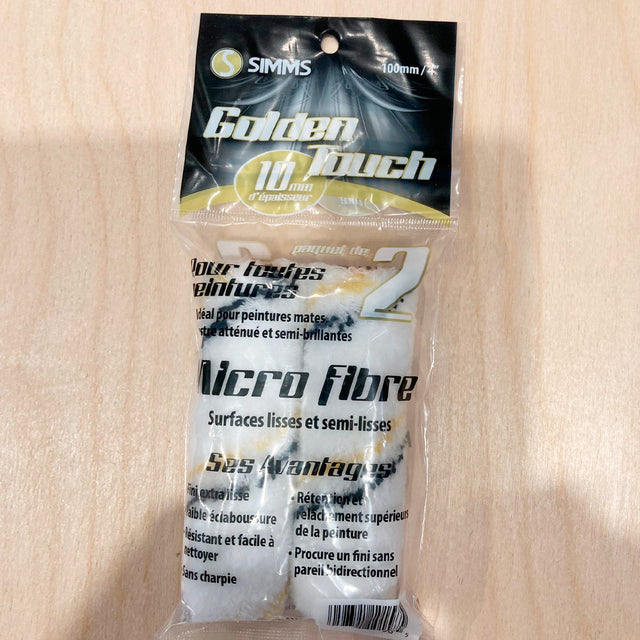 SIMMS
100mm / 4"
Golden
Touch
10 mm
d'épaisseur
paquet de
2
Pour toutes
peintures
Idéal pour peintures mates,
lustre atténué et semi-brillantes
Micro fibre
Surfaces lisses et semi-lisses
Ses Avantages
Fini extra lisse
Faible éclaboussure
Résistant et facile à
nettoyer
Sans charpie
• Rétention et
relâchement supérieurs
de la peinture
• Procure un fini sans
pareil bidirectionnel